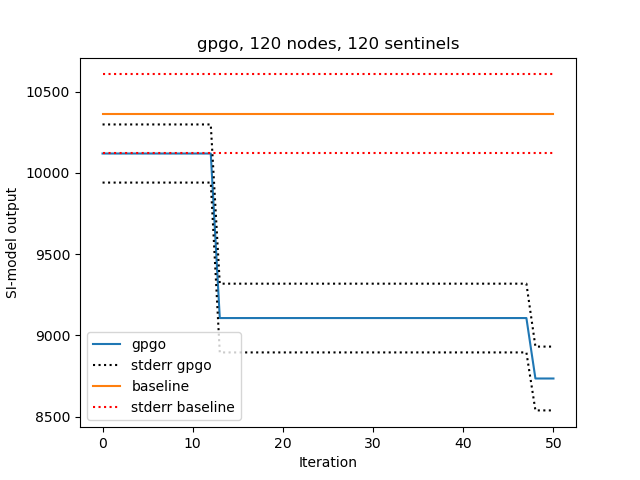 gpgo, 120 nodes, 120 sentinels
SI-model output
10500
10000
9500
9000
8500
gpgo
stderr gpgo
baseline
stderr baseline
0
10
20
30
40
50
Iteration